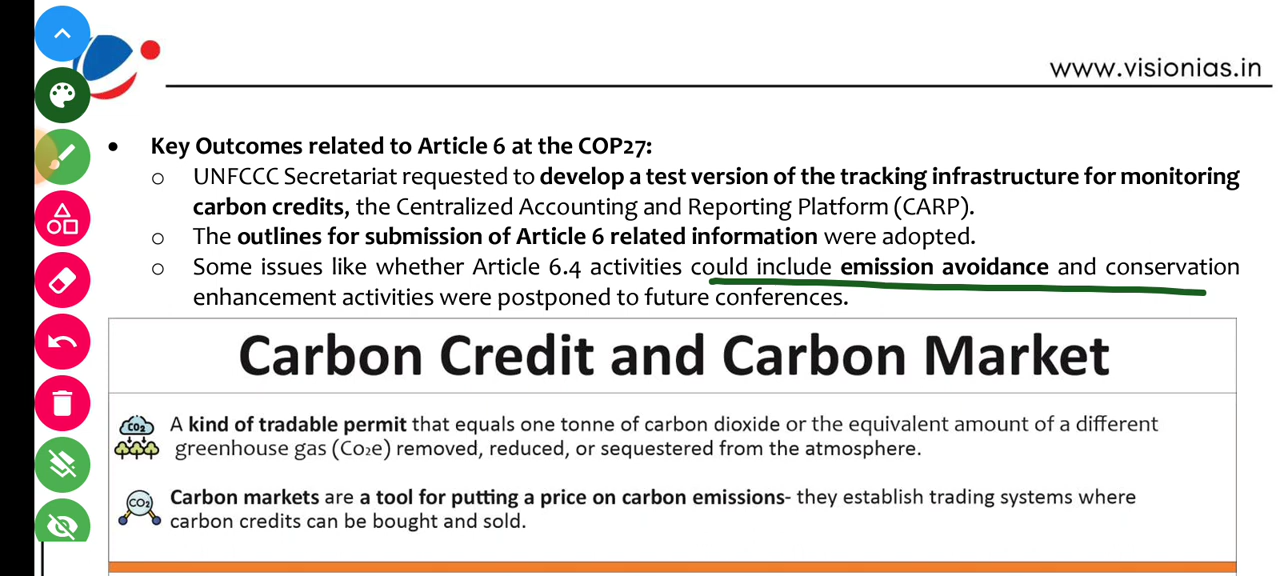 www.visionias.in
• Key Outcomes related to Article 6 at the COP27:
o UNFCCC Secretariat requested to develop a test version of the tracking infrastructure for monitoring
carbon credits, the Centralized Accounting and Reporting Platform (CARP).
o The outlines for submission of Article 6 related information were adopted.
o Some issues like whether Article 6.4 activities could include emission avoidance and conservation
enhancement activities were postponed to future conferences.
Carbon Credit and Carbon Market
CO2
A kind of tradable permit that equals one tonne of carbon dioxide or the equivalent amount of a different
greenhouse gas (Co2e) removed, reduced, or sequestered from the atmosphere.
CO2
Carbon markets are a tool for putting a price on carbon emissions- they establish trading systems where
carbon credits can be bought and sold.